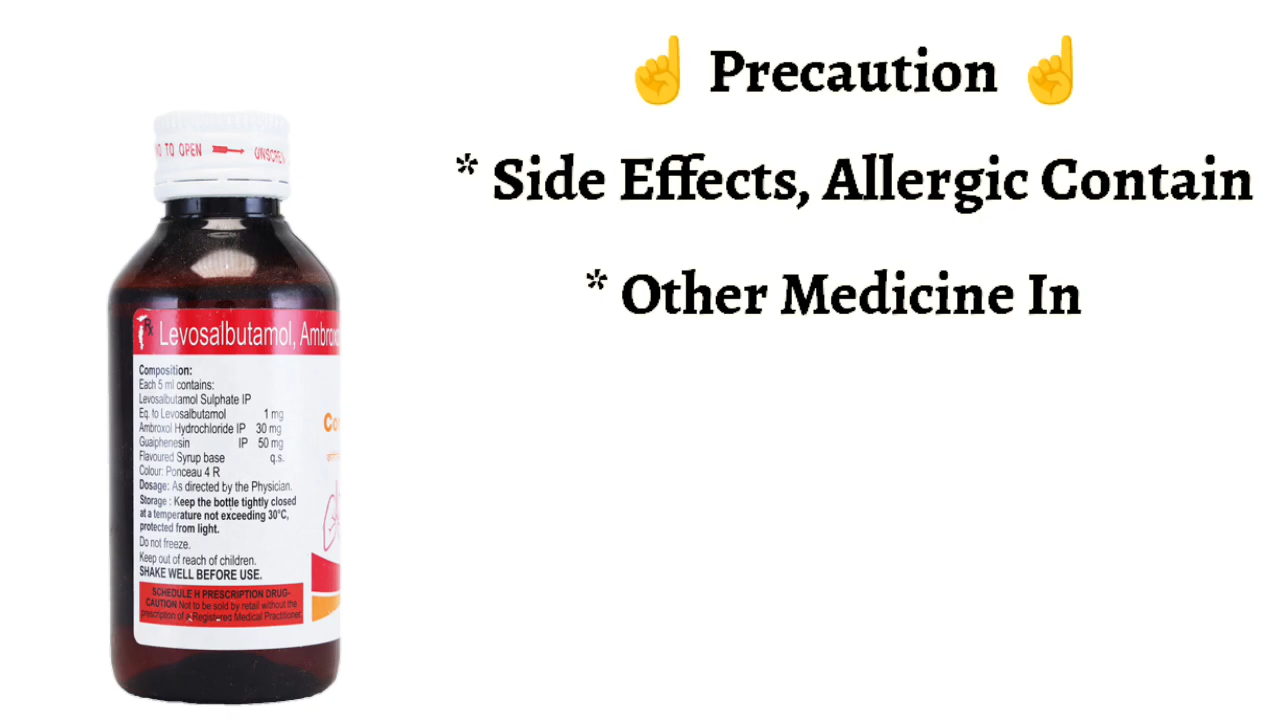 ☝ Precaution ☝
* Side Effects, Allergic Contain
* Other Medicine In
TO OPEN
UNSCREW
Rx Levosalbutamol,
Composition:
Each 5 ml contains:
Levosalbutamol Sulphate IP
Eq. to Levosalbutamol 1 mg
Ambroxol Hydrochloride IP 30 mg
Guaiphenesin IP 50 mg
Flavoured Syrup base q.s.
Colour: Ponceau 4 R
Dosage: As directed by the Physician.
Storage : Keep the bottle tightly closed
at a temperature not exceeding 30°C,
protected from light.
Do not freeze.
Keep out of reach of children.
SHAKE WELL BEFORE USE.
SCHEDULE H PRESCRIPTION DRUG-
CAUTION Not to be sold by retail without the
prescription of a Registered Medical Practitioner.